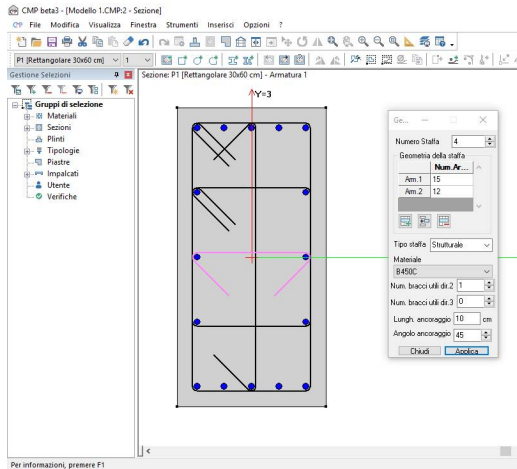 CMP beta3 - [Modello 1.CMP:2 - Sezione]
File Modifica Visualizza Finestra Strumenti Inserisci Opzioni ?
P1 [Rettangolare 30x60 cm] - Armatura 1 1
Gestione Selezioni
Sezione: P1 [Rettangolare 30x60 cm] - Armatura 1
Gruppi di selezione
Materiali
Sezioni
Plinti
Tipologie
Piastre
Impalcati
Utente
Verifiche
Y=3
Ge...
Numero Staffa 4
Geometria della staffa
Num.Ar...
Arm.1 15
Arm.2 12
Tipo staffa Strutturale
Materiale
B450C
Num. bracci utili dir.2 1
Num. bracci utili dir.3 0
Lungh. ancoraggio 10 cm
Angolo ancoraggio 45
Chiudi Applica
Per informazioni, premere F1